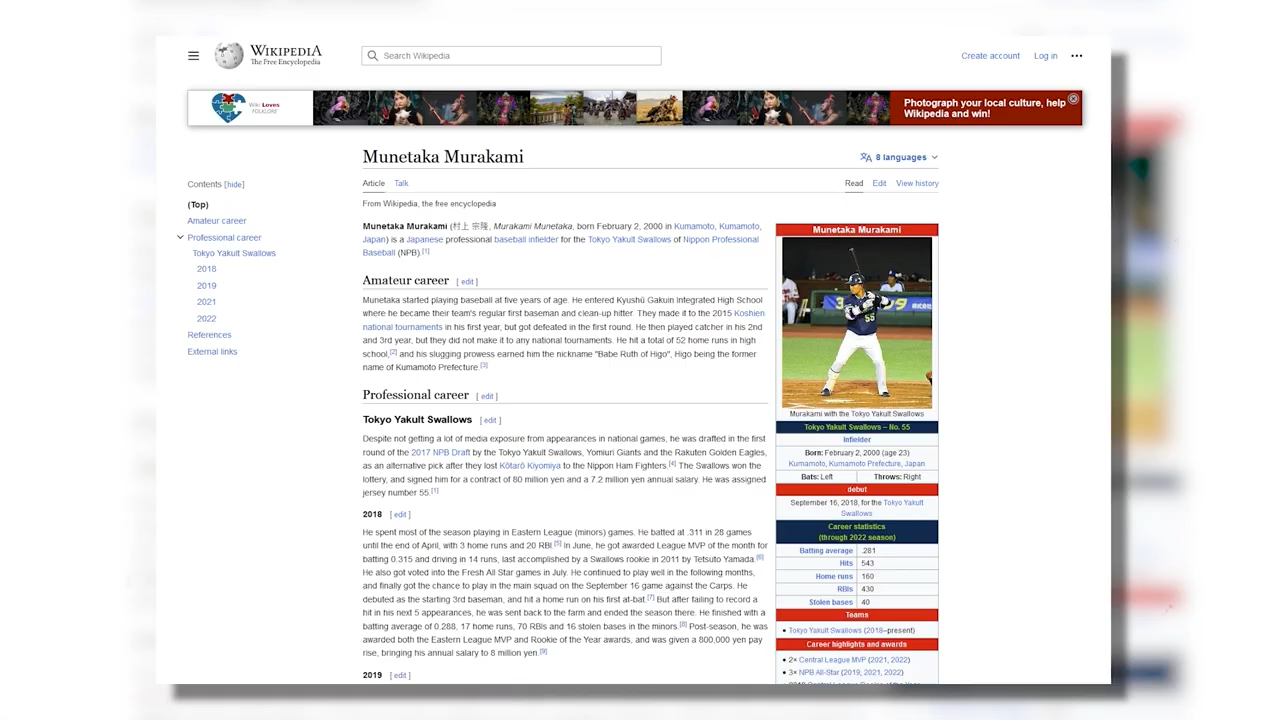 WIKIPEDIA
The Free Encyclopedia
Search Wikipedia
Create account
Log in
Wiki Loves
FOLKLORE
Photograph your local culture, help
Wikipedia and win!
Munetaka Murakami
8 languages
Contents [hide]
(Top)
Amateur career
Professional career
Tokyo Yakult Swallows
2018
2019
2021
2022
References
External links
Article Talk
Read Edit View history
From Wikipedia, the free encyclopedia
Munetaka Murakami (村上 宗隆, Murakami Munetaka, born February 2, 2000 in Kumamoto, Kumamoto,
Japan) is a Japanese professional baseball infielder for the Tokyo Yakult Swallows of Nippon Professional
Baseball (NPB).[1]
Amateur career [ edit ]
Munetaka started playing baseball at five years of age. He entered Kyushū Gakuin Integrated High School
where he became their team's regular first baseman and clean-up hitter. They made it to the 2015 Koshien
national tournaments in his first year, but got defeated in the first round. He then played catcher in his 2nd
and 3rd year, but they did not make it to any national tournaments. He hit a total of 52 home runs in high
school,[2] and his slugging prowess earned him the nickname "Babe Ruth of Higo", Higo being the former
name of Kumamoto Prefecture.[3]
Professional career [ edit ]
Tokyo Yakult Swallows [ edit ]
Despite not getting a lot of media exposure from appearances in national games, he was drafted in the first
round of the 2017 NPB Draft by the Tokyo Yakult Swallows, Yomiuri Giants and the Rakuten Golden Eagles,
as an alternative pick after they lost Kōtarō Kiyomiya to the Nippon Ham Fighters.[4] The Swallows won the
lottery, and signed him for a contract of 80 million yen and a 7.2 million yen annual salary. He was assigned
jersey number 55.[1]
2018 [ edit ]
He spent most of the season playing in Eastern League (minors) games. He batted at .311 in 28 games
until the end of April, with 3 home runs and 20 RBI.[5] In June, he got awarded League MVP of the month for
batting 0.315 and driving in 14 runs, last accomplished by a Swallows rookie in 2011 by Tetsuto Yamada.[6]
He also got voted into the Fresh All Star games in July. He continued to play well in the following months,
and finally got the chance to play in the main squad on the September 16 game against the Carps. He
debuted as the starting 3rd baseman, and hit a home run on his first at-bat.[7] But after failing to record a
hit in his next 5 appearances, he was sent back to the farm and ended the season there. He finished with a
batting average of 0.288, 17 home runs, 70 RBIs and 16 stolen bases in the minors.[8] Post-season, he was
awarded both the Eastern League MVP and Rookie of the Year awards, and was given a 800,000 yen pay
rise, bringing his annual salary to 8 million yen.[9]
2019 [ edit ]
Munetaka Murakami
55
Murakami with the Tokyo Yakult Swallows
Tokyo Yakult Swallows – No. 55
Infielder
Born: February 2, 2000 (age 23)
Kumamoto, Kumamoto Prefecture, Japan
Bats: Left Throws: Right
debut
September 16, 2018, for the Tokyo Yakult
Swallows
Career statistics
(through 2022 season)
Batting average .281
Hits 543
Home runs 160
RBIs 430
Stolen bases 40
Teams
• Tokyo Yakult Swallows (2018–present)
Career highlights and awards
• 2× Central League MVP (2021, 2022)
• 3× NPB All-Star (2019, 2021, 2022)